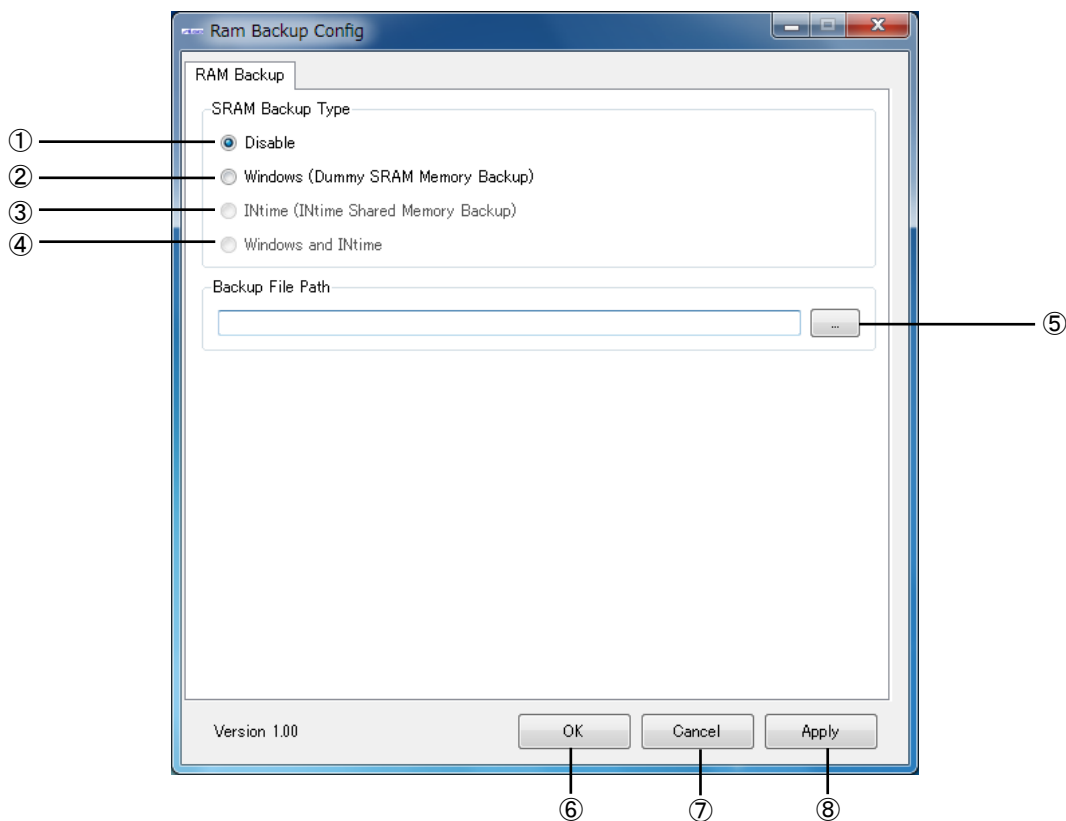 Ram Backup Config
RAM Backup
SRAM Backup Type
① Disable
② Windows (Dummy SRAM Memory Backup)
③ INtime (INtime Shared Memory Backup)
④ Windows and INtime
Backup File Path
... ⑤
Version 1.00 OK Cancel Apply
⑥ ⑦ ⑧